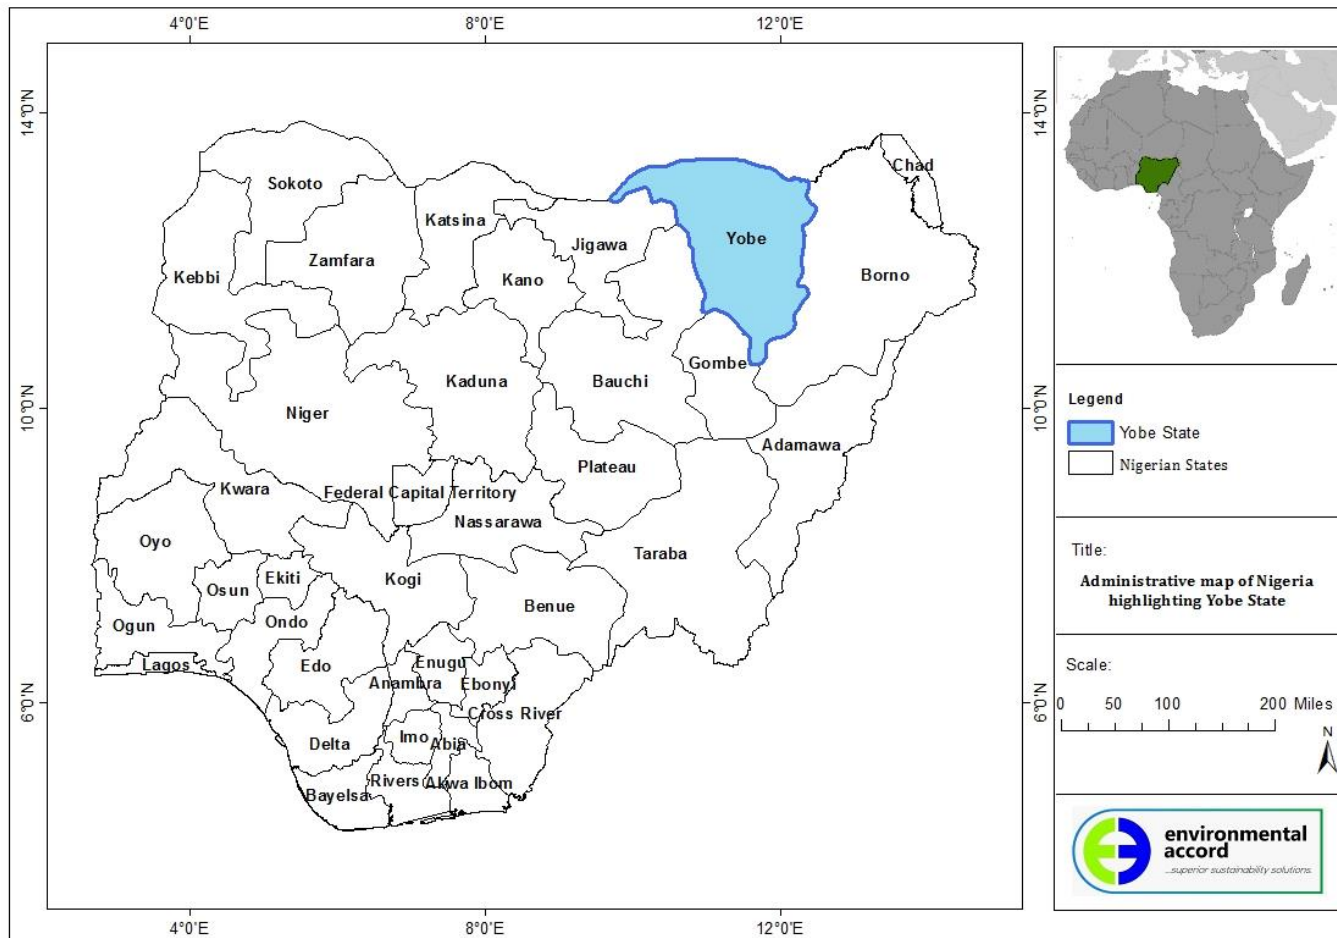 4°0'E 8°0'E 12°0'E
14°0'N
14°0'N
Chad
Sokoto
Katsina
Yobe
Jigawa
Zamfara
Kebbi
Kano
Borno
Gombe
Kaduna
Bauchi
Niger
10°0'N
10°0'N
Adamawa
Plateau
Kwara
Federal Capital Territory
Nassarawa
Oyo
Taraba
Ekiti
Kogi
Osun
Benue
Ondo
Ogun
Lagos
Edo
Enugu
Anambra
Ebonyi
6°0'N
6°0'N
Cross River
Imo
Abia
Delta
Rivers
Akwa Ibom
Bayelsa
4°0'E 8°0'E 12°0'E
Legend
Yobe State
Nigerian States
Title:
Administrative map of Nigeria
highlighting Yobe State
Scale:
0 50 100 200 Miles
N
environmental
accord
...superior sustainability solutions.